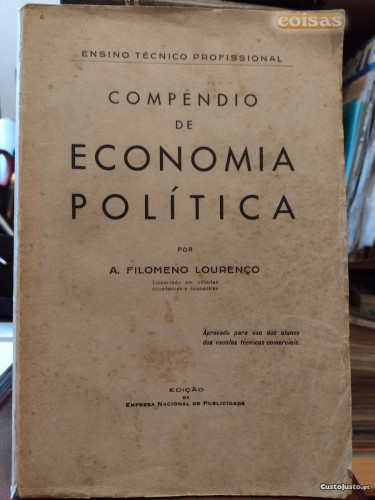 eoisas
ENSINO TÉCNICO PROFISSIONAL
COMPÊNDIO
DE
ECONOMIA
POLÍTICA
POR
A. FILOMENO LOURENÇO
Licenciado em ciências
económicas e financeiras
Aprovado para uso dos alunos
das escolas técnicas comerciais.
EDIÇÃO
DA
EMPRESA NACIONAL DE PUBLICIDADE
CustoJusto.pt